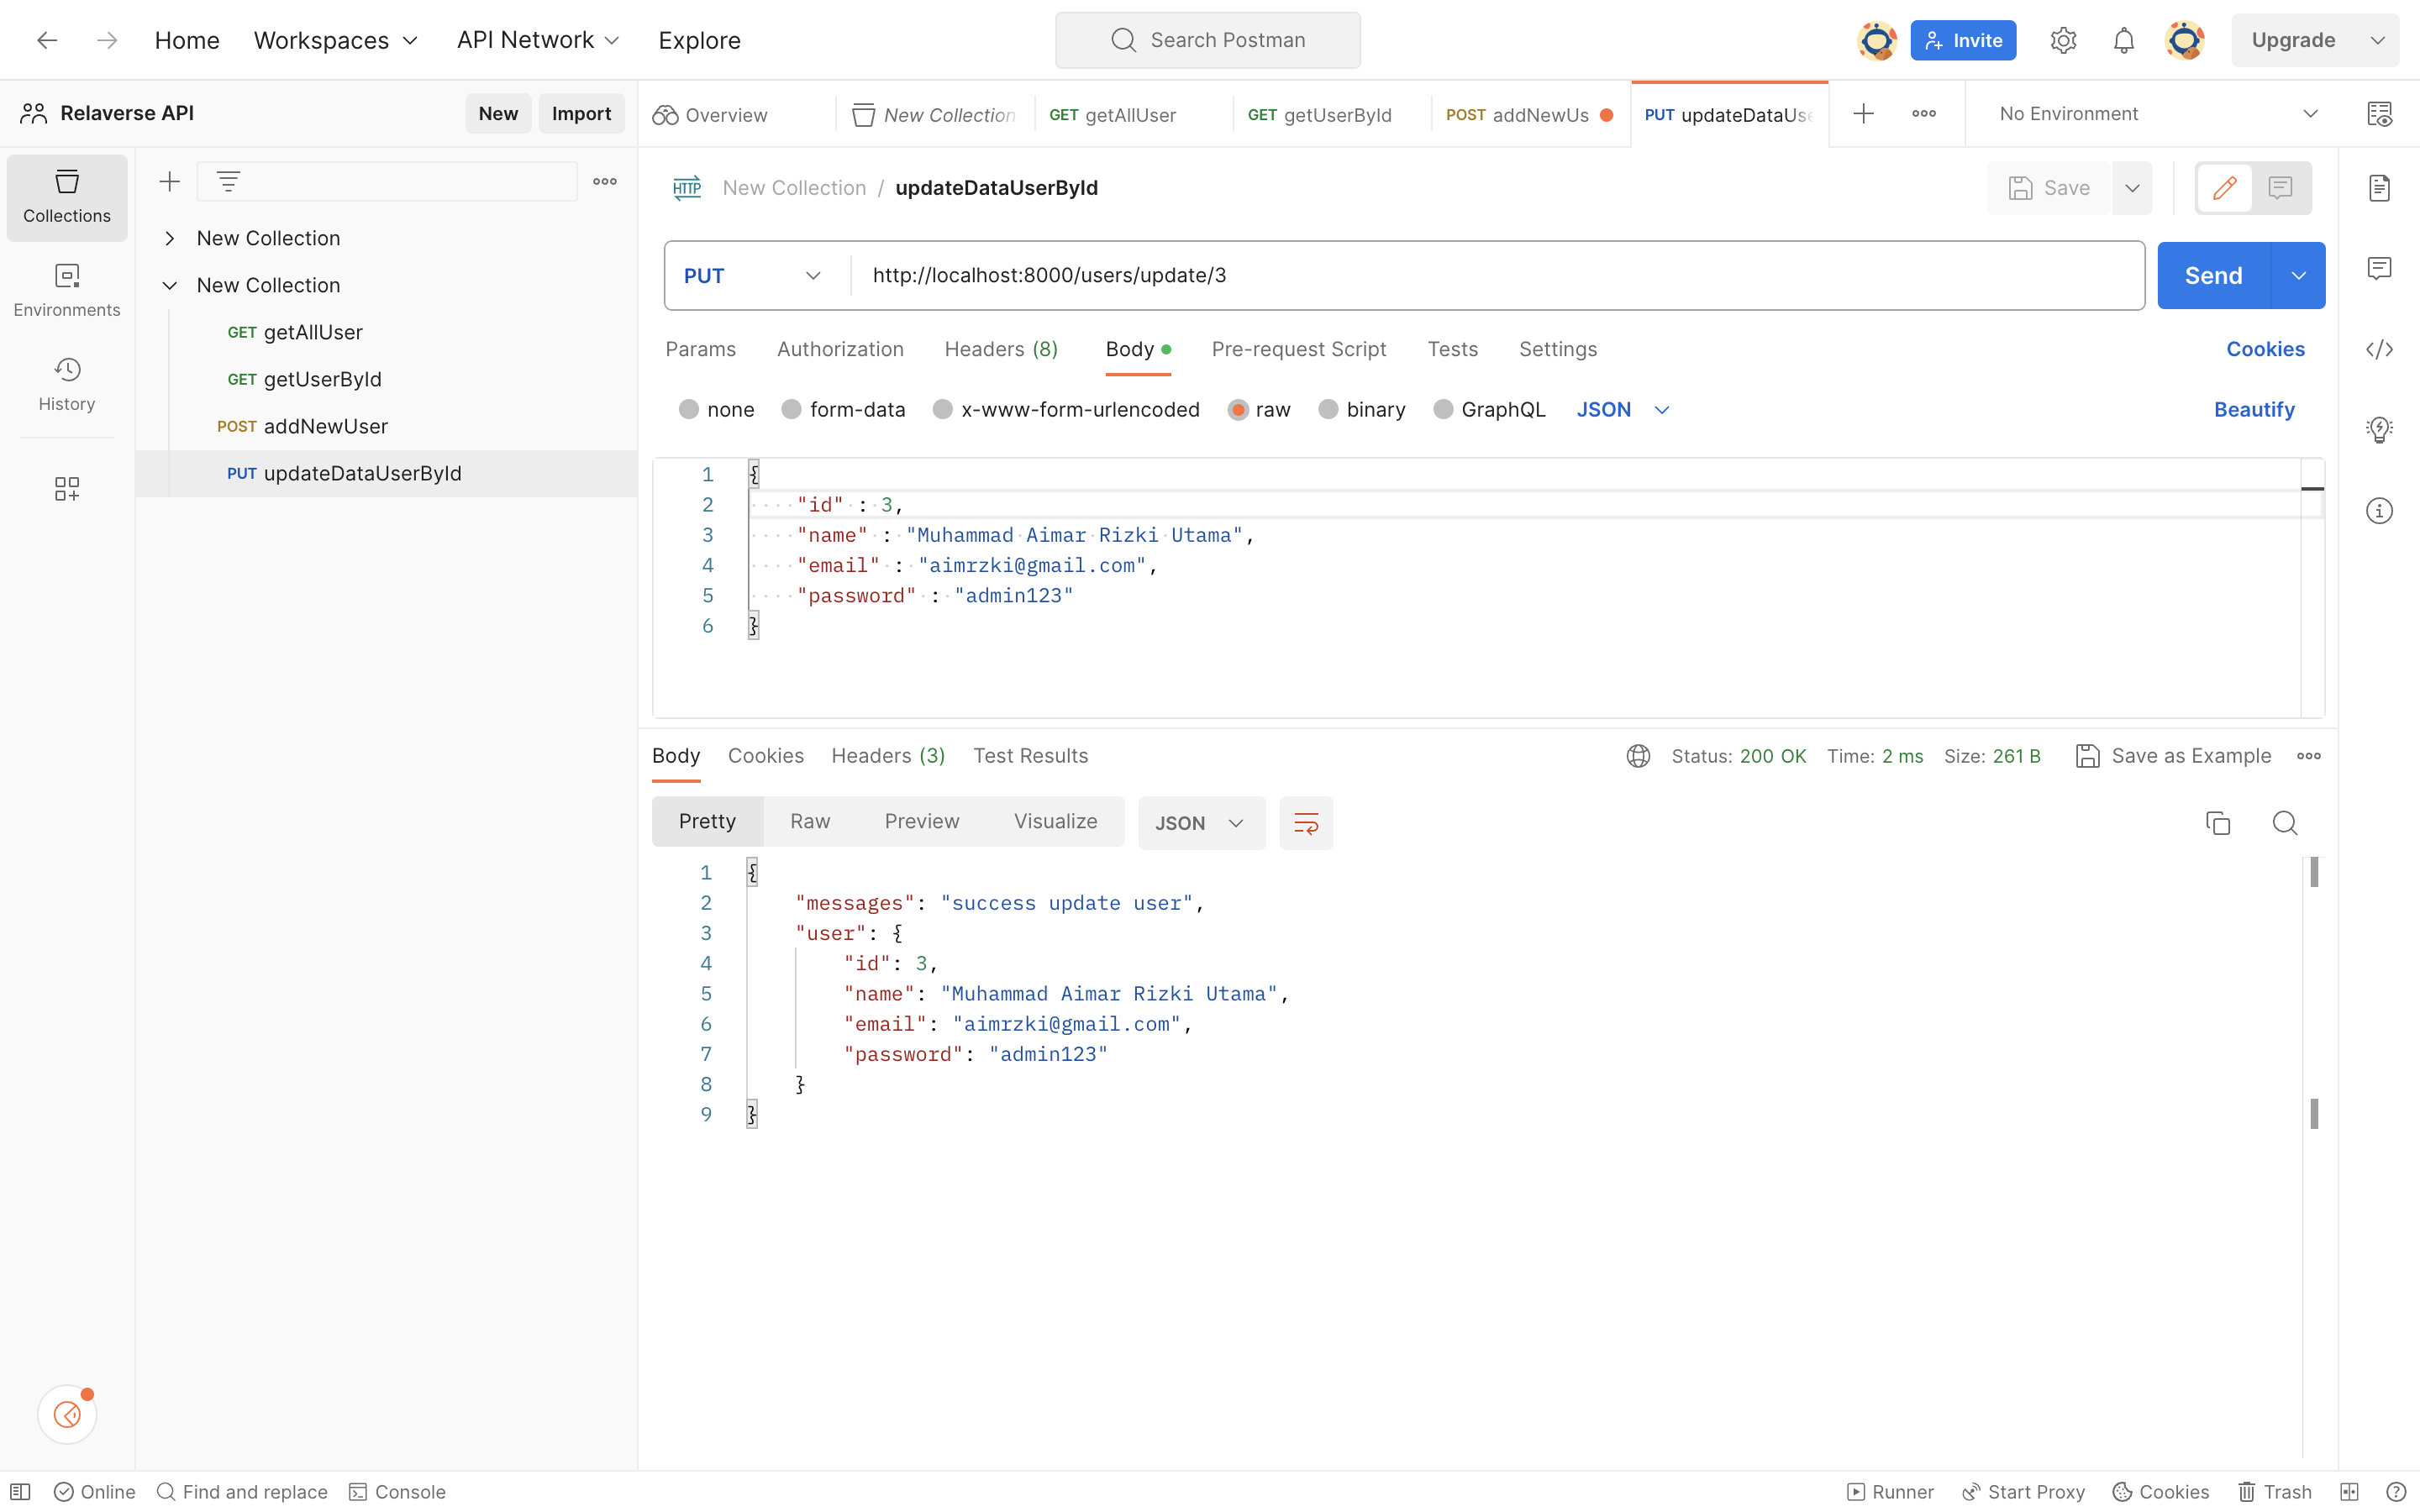 Home Workspaces API Network Explore Search Postman Invite Upgrade
Relaverse API New Import
Overview New Collection GET getAllUser GET getUserById POST addNewUs PUT updateDataUse No Environment
Collections
Environments
History
New Collection
New Collection
GET getAllUser
GET getUserById
POST addNewUser
PUT updateDataUserById
HTTP New Collection / updateDataUserById Save
PUT http://localhost:8000/users/update/3 Send
Params Authorization Headers (8) Body Pre-request Script Tests Settings Cookies
none form-data x-www-form-urlencoded raw binary GraphQL JSON Beautify
1 {
2 "id" : 3,
3 "name" : "Muhammad Aimar Rizki Utama",
4 "email" : "aimrzki@gmail.com",
5 "password" : "admin123"
6 }
Body Cookies Headers (3) Test Results Status: 200 OK Time: 2 ms Size: 261 B Save as Example
Pretty Raw Preview Visualize JSON
1 {
2 "messages": "success update user",
3 "user": {
4 "id": 3,
5 "name": "Muhammad Aimar Rizki Utama",
6 "email": "aimrzki@gmail.com",
7 "password": "admin123"
8 }
9 }
Online Find and replace Console Runner Start Proxy Cookies Trash